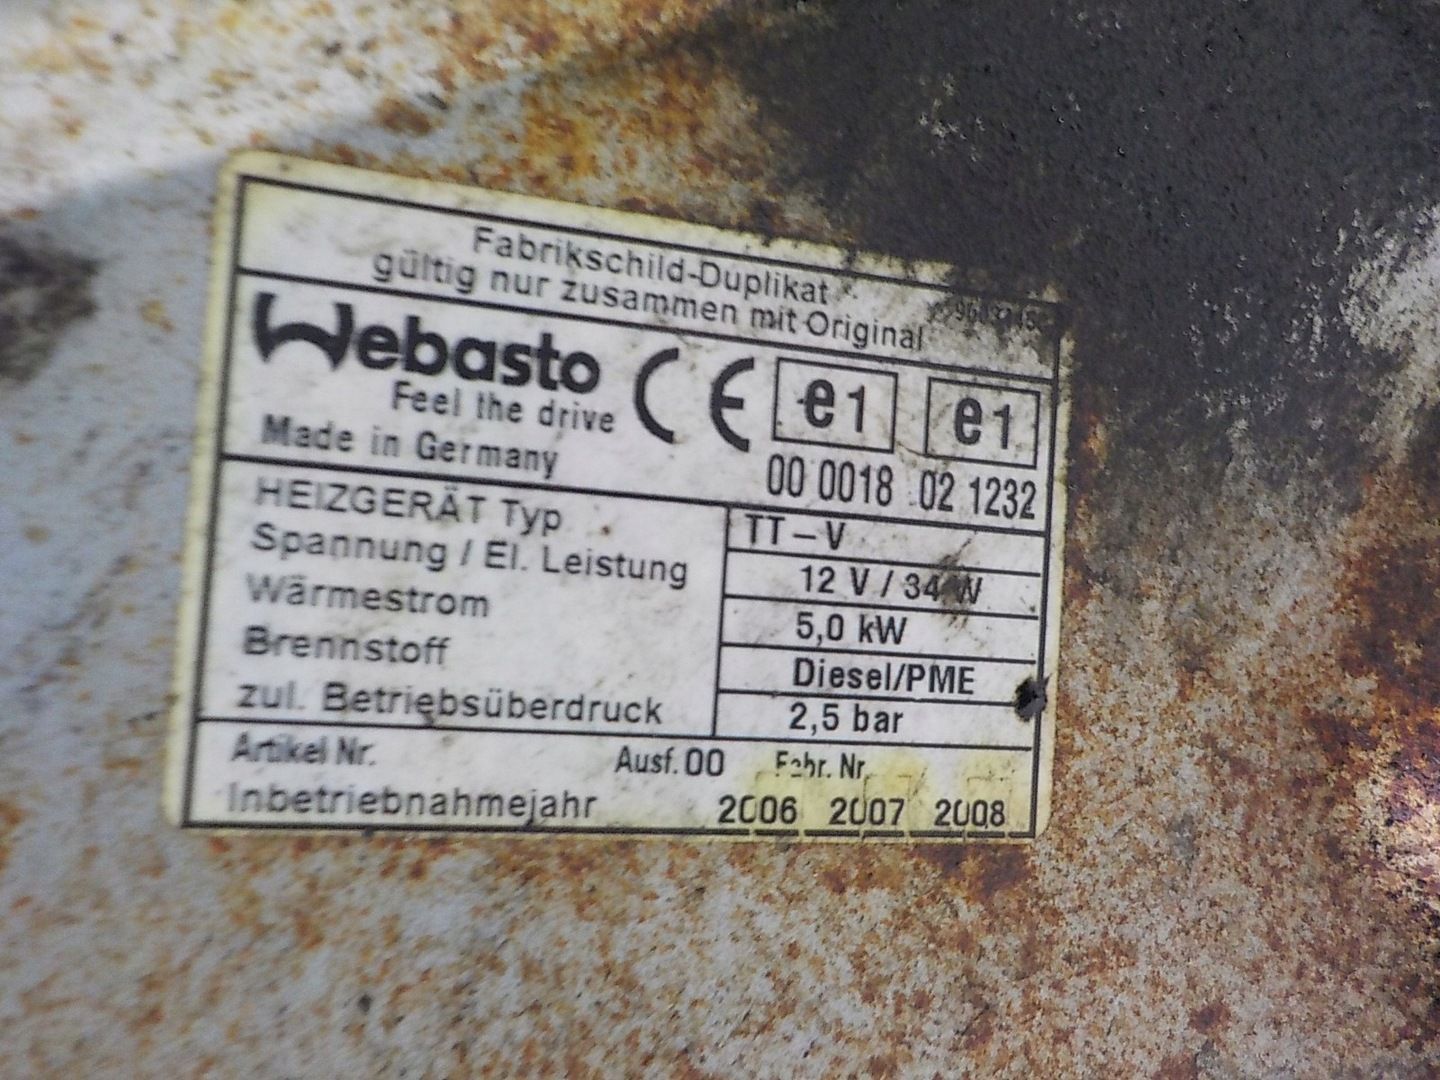 Fabrikschild-Duplikat
gültig nur zusammen mit Original
Webasto
Feel the drive
Made in Germany
CE e1 e1
00 0018 02 1232
HEIZGERÄT Typ TT-V
Spannung / El. Leistung 12 V / 34 W
Wärmestrom 5,0 kW
Brennstoff Diesel/PME
zul. Betriebsüberdruck 2,5 bar
Artikel Nr. Ausf. 00 Fabr. Nr.
Inbetriebnahmejahr 2006 2007 2008